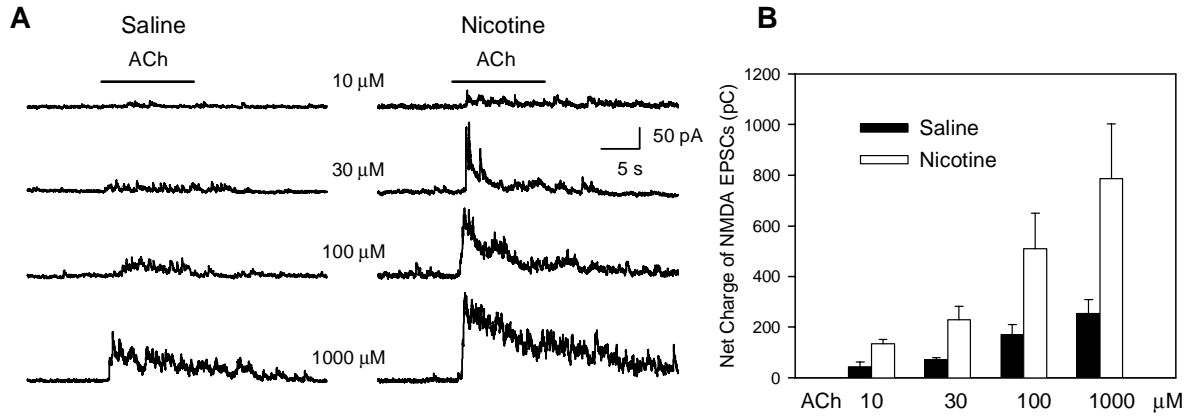 A
Saline
Nicotine
ACh
ACh
10 μM
50 pA
5 s
30 μM
100 μM
1000 μM
B
1200
1000
800
600
400
200
0
Net Charge of NMDA EPSCs (pC)
Saline
Nicotine
ACh 10 30 100 1000 μM